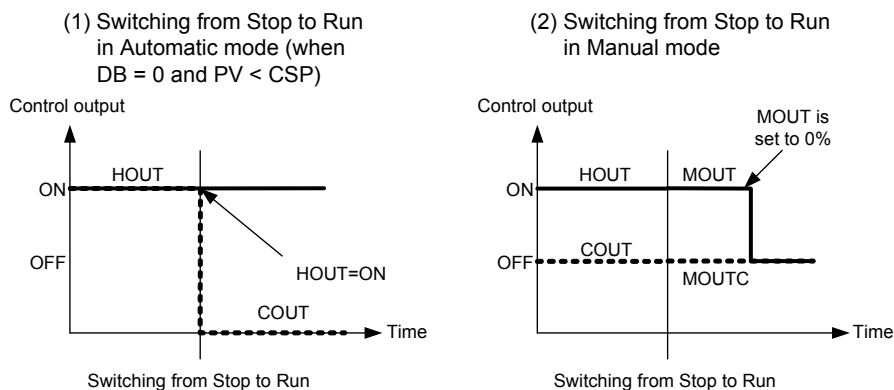 (1) Switching from Stop to Run
in Automatic mode (when
DB = 0 and PV < CSP)
Control output
HOUT
ON
OFF
HOUT=ON
COUT
Time
Switching from Stop to Run
(2) Switching from Stop to Run
in Manual mode
Control output
MOUT is
set to 0%
HOUT
MOUT
ON
COUT
OFF
MOUTC
Time
Switching from Stop to Run